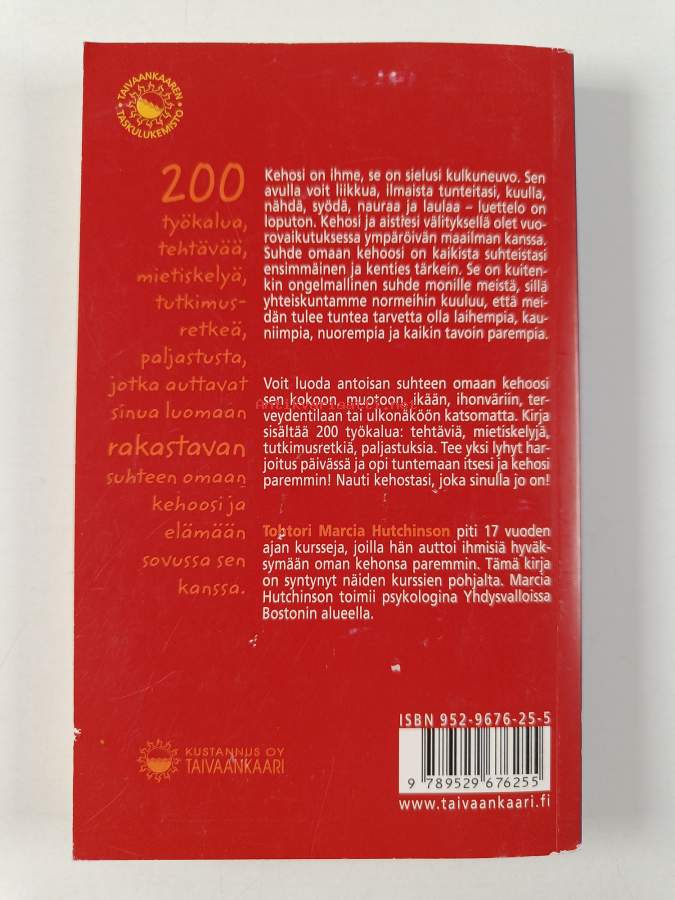 TAIVAANKAAREN
TASKULUKEMISTO
200
työkalua,
tehtävää,
mietiskelyä,
tutkimus-
retkeä,
paljastusta,
jotka auttavat
sinua luomaan
rakastavan
suhteen omaan
kehoosi ja
elämään
sovussa sen
kanssa.
Kehosi on ihme, se on sielusi kulkuneuvo. Sen
avulla voit liikkua, ilmaista tunteitasi, kuulla,
nähdä, syödä, nauraa ja laulaa – luettelo on
loputon. Kehosi ja aistiesi välityksellä olet vuo-
rovaikutuksessa ympäröivän maailman kanssa.
Suhde omaan kehoosi on kaikista suhteistasi
ensimmäinen ja kenties tärkein. Se on kuiten-
kin ongelmallinen suhde monille meistä, sillä
yhteiskuntamme normeihin kuuluu, että mei-
dän tulee tuntea tarvetta olla laihempia, kau-
niimpia, nuorempia ja kaikin tavoin parempia.
Voit luoda antoisan suhteen omaan kehoosi
sen kokoon, muotoon, ikään, ihonväriin, ter-
veydentilaan tai ulkonäköön katsomatta. Kirja
sisältää 200 työkalua: tehtäviä, mietiskelyjä,
tutkimusretkiä, paljastuksia. Tee yksi lyhyt har-
joitus päivässä ja opi tuntemaan itsesi ja kehosi
paremmin! Nauti kehostasi, joka sinulla jo on!
Tohtori Marcia Hutchinson piti 17 vuoden
ajan kursseja, joilla hän auttoi ihmisiä hyväk-
symään oman kehonsa paremmin. Tämä kirja
on syntynyt näiden kurssien pohjalta. Marcia
Hutchinson toimii psykologina Yhdysvalloissa
Bostonin alueella.
KUSTANNUS OY
TAIVAANKAARI
ISBN 952-9676-25-5
9 789529 676255
www.taivaankaari.fi